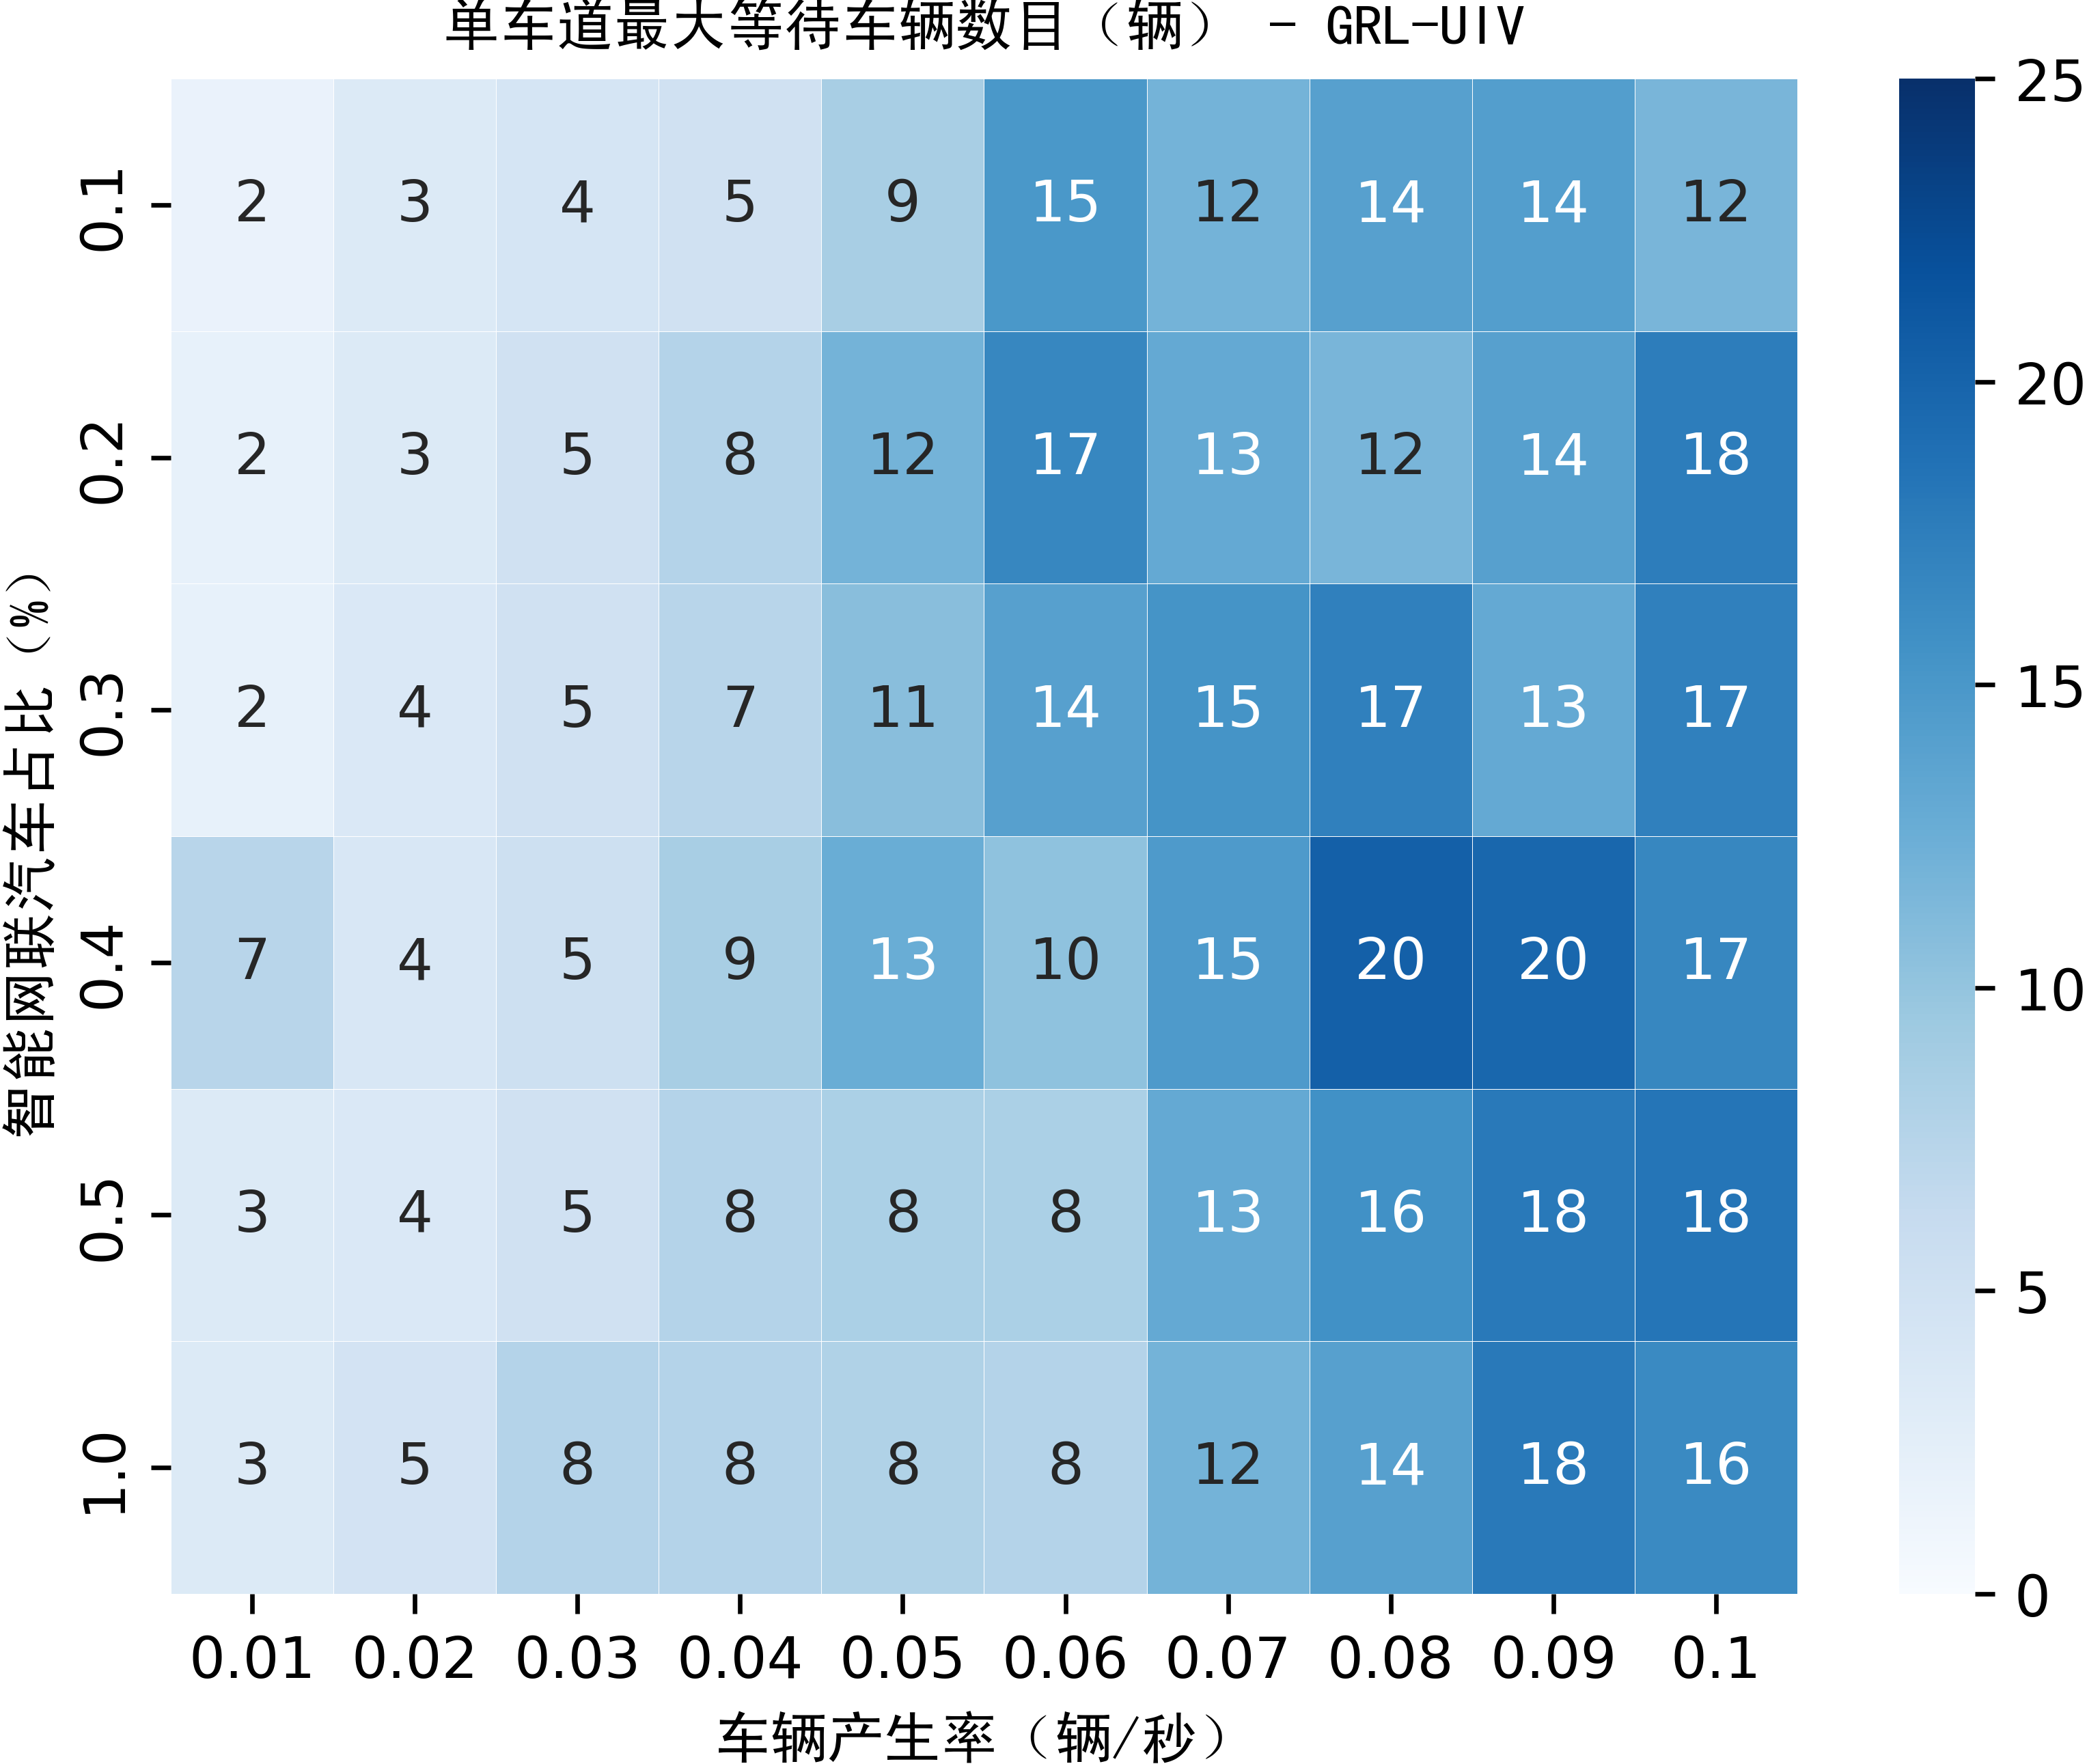 单车道最大等待车辆数目（辆） - GRL-UIV
智能网联汽车占比（%）
0.1 2 3 4 5 9 15 12 14 14 12
0.2 2 3 5 8 12 17 13 12 14 18
0.3 2 4 5 7 11 14 15 17 13 17
0.4 7 4 5 9 13 10 15 20 20 17
0.5 3 4 5 8 8 8 13 16 18 18
1.0 3 5 8 8 8 8 12 14 18 16
0.01 0.02 0.03 0.04 0.05 0.06 0.07 0.08 0.09 0.1
车辆产生率（辆/秒）
25
20
15
10
5
0